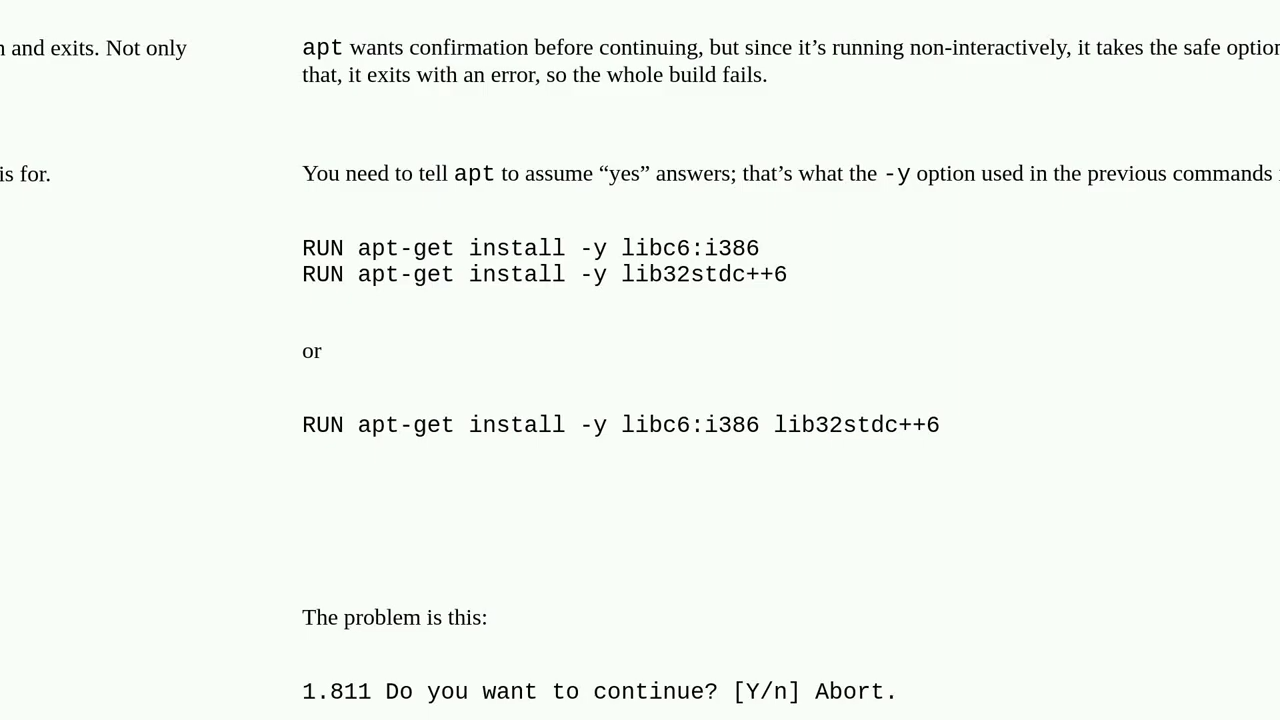 n and exits. Not only
apt wants confirmation before continuing, but since it’s running non-interactively, it takes the safe option
that, it exits with an error, so the whole build fails.
is for.
You need to tell apt to assume “yes” answers; that’s what the -y option used in the previous commands
RUN apt-get install -y libc6:i386
RUN apt-get install -y lib32stdc++6
or
RUN apt-get install -y libc6:i386 lib32stdc++6
The problem is this:
1.811 Do you want to continue? [Y/n] Abort.